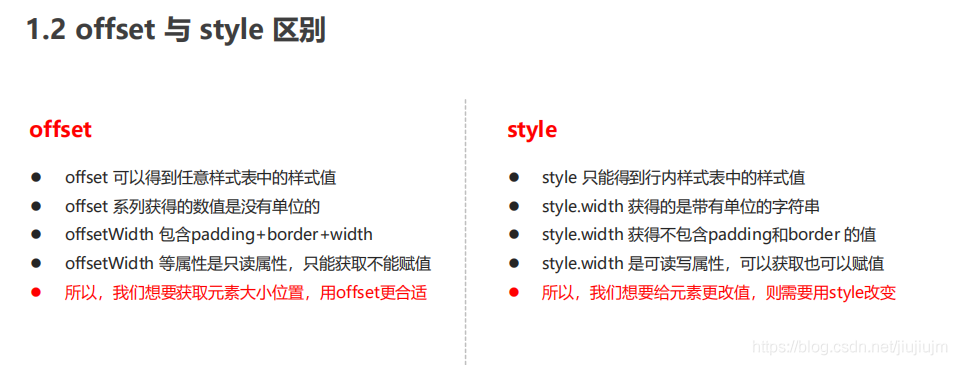 1.2 offset 与 style 区别
offset
● offset 可以得到任意样式表中的样式值
● offset 系列获得的数值是没有单位的
● offsetWidth 包含padding+border+width
● offsetWidth 等属性是只读属性，只能获取不能赋值
● 所以，我们想要获取元素大小位置，用offset更合适
style
● style 只能得到行内样式表中的样式值
● style.width 获得的是带有单位的字符串
● style.width 获得不包含padding和border 的值
● style.width 是可读写属性，可以获取也可以赋值
● 所以，我们想要给元素更改值，则需要用style改变
https://blog.csdn.net/jiujiujm